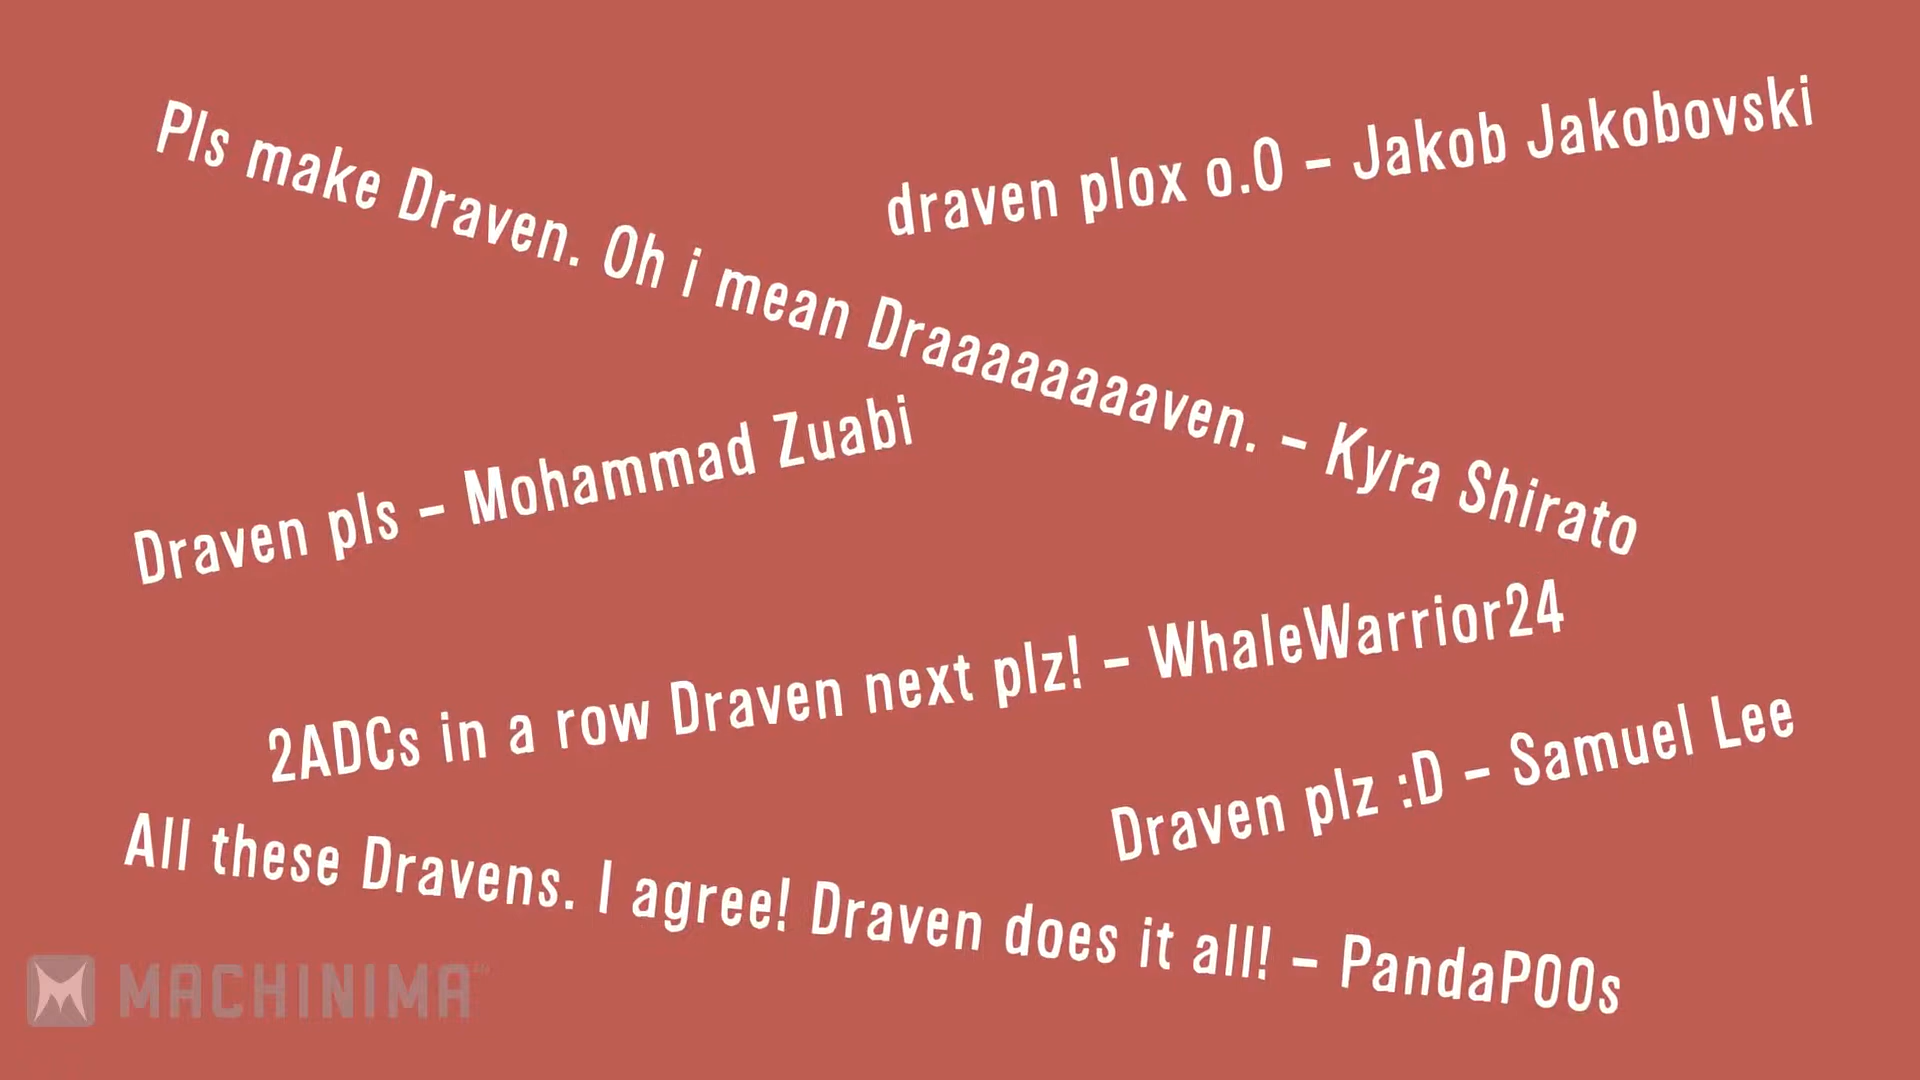 Pls make Draven. Oh i mean Draaaaaaaaven. - Kyra Shirato
draven plox o.O - Jakob Jakobovski
Draven pls - Mohammad Zuabi
2ADCs in a row Draven next plz! - WhaleWarrior24
Draven plz :D - Samuel Lee
All these Dravens. I agree! Draven does it all! - PandaPOOs
MACHINIMA